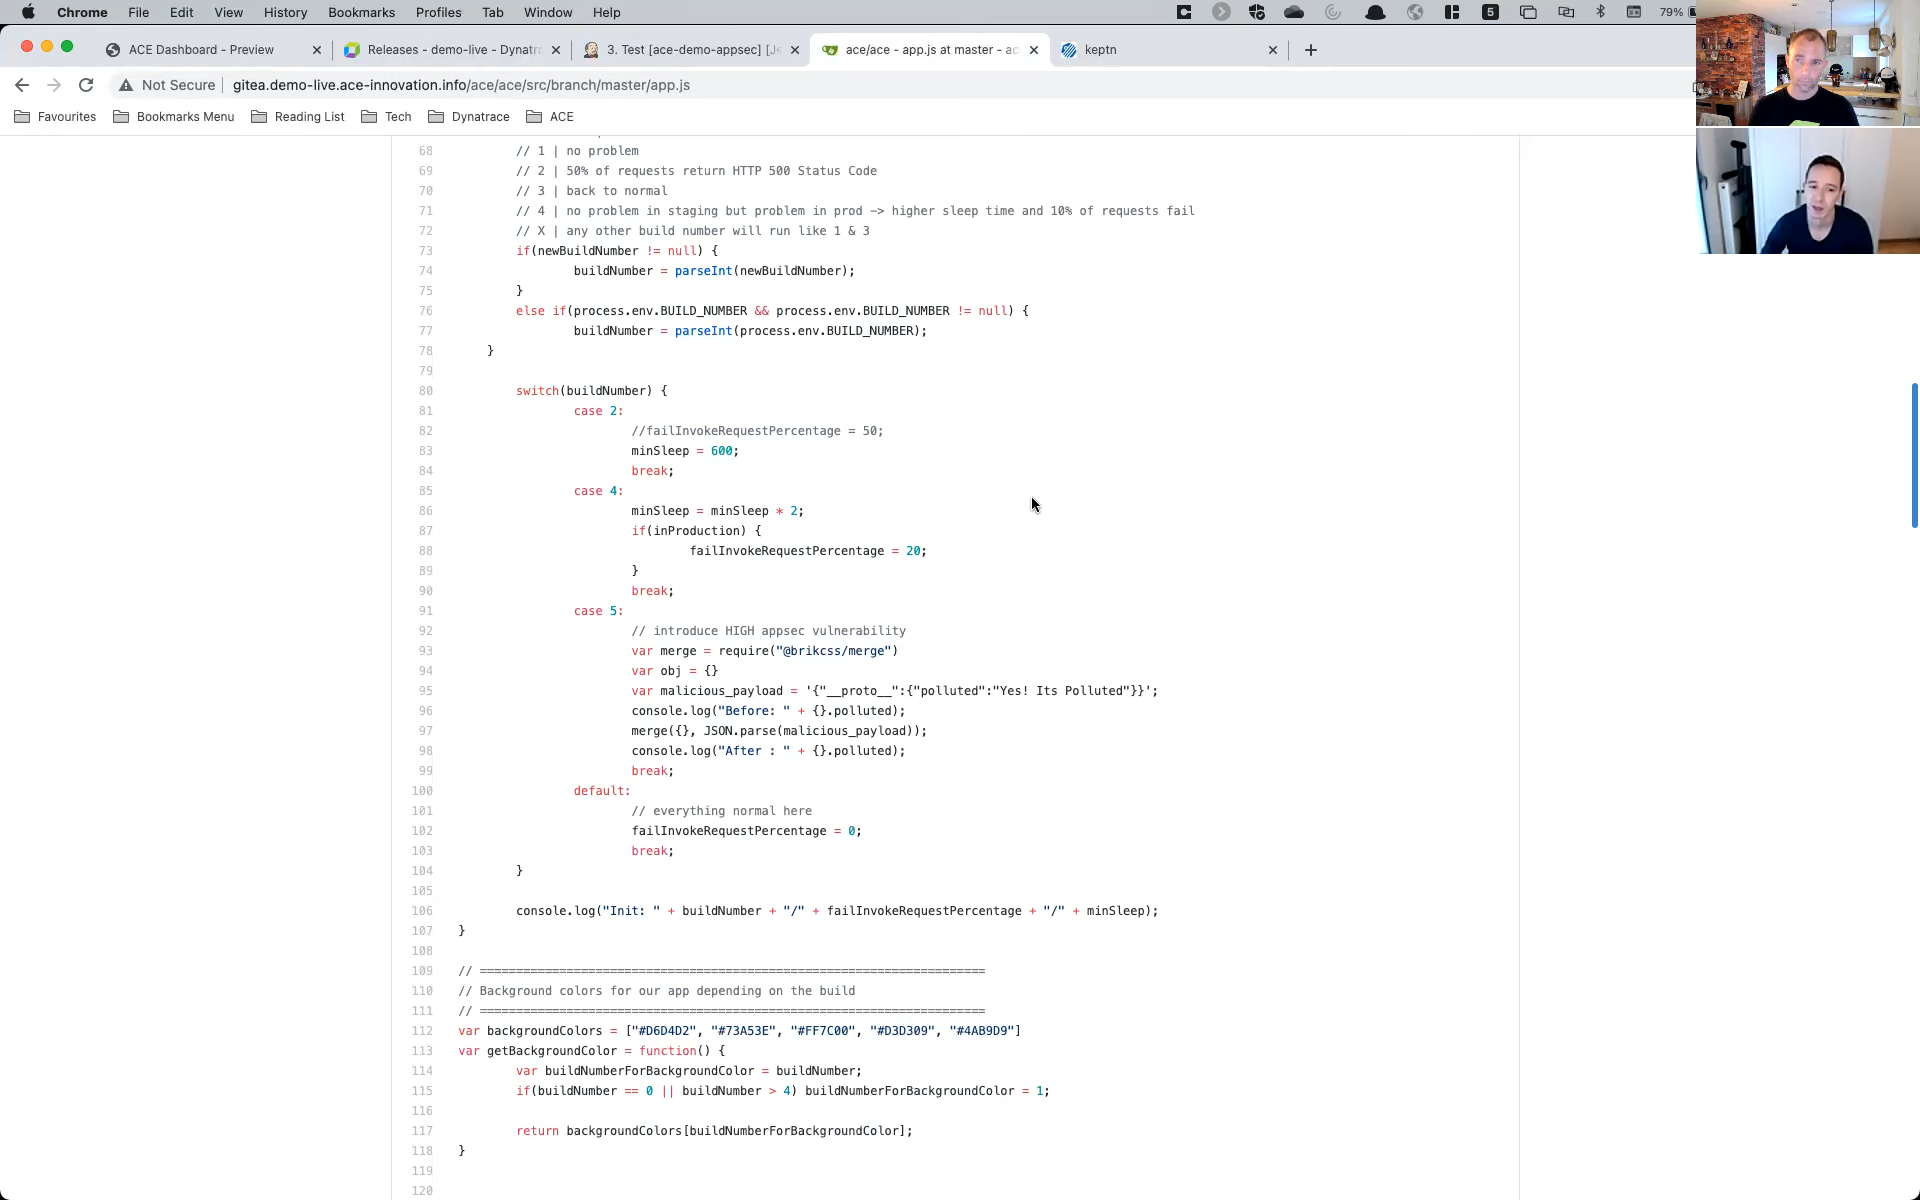 Chrome File Edit View History Bookmarks Profiles Tab Window Help 5 79%
ACE Dashboard - Preview Releases - demo-live - Dynatr 3. Test [ace-demo-appsec] [Je ace/ace - app.js at master - ac keptn
Not Secure gitea.demo-live.ace-innovation.info/ace/ace/src/branch/master/app.js
Favourites Bookmarks Menu Reading List Tech Dynatrace ACE
68 // 1 | no problem
69 // 2 | 50% of requests return HTTP 500 Status Code
70 // 3 | back to normal
71 // 4 | no problem in staging but problem in prod —> higher sleep time and 10% of requests fail
72 // X | any other build number will run like 1 & 3
73 if(newBuildNumber != null) {
74 buildNumber = parseInt(newBuildNumber);
75 }
76 else if(process.env.BUILD_NUMBER && process.env.BUILD_NUMBER != null) {
77 buildNumber = parseInt(process.env.BUILD_NUMBER);
78 }
79
80 switch(buildNumber) {
81 case 2:
82 //failInvokeRequestPercentage = 50;
83 minSleep = 600;
84 break;
85 case 4:
86 minSleep = minSleep * 2;
87 if(inProduction) {
88 failInvokeRequestPercentage = 20;
89 }
90 break;
91 case 5:
92 // introduce HIGH appsec vulnerability
93 var merge = require("@brikcss/merge")
94 var obj = {}
95 var malicious_payload = '{"__proto__":{"polluted":"Yes! Its Polluted"}}';
96 console.log("Before: " + {}.polluted);
97 merge({}, JSON.parse(malicious_payload));
98 console.log("After : " + {}.polluted);
99 break;
100 default:
101 // everything normal here
102 failInvokeRequestPercentage = 0;
103 break;
104 }
105
106 console.log("Init: " + buildNumber + "/" + failInvokeRequestPercentage + "/" + minSleep);
107 }
108
109 // ======================================================================
110 // Background colors for our app depending on the build
111 // ======================================================================
112 var backgroundColors = ["#D6D4D2", "#73A53E", "#FF7C00", "#D3D309", "#4AB9D9"]
113 var getBackgroundColor = function() {
114 var buildNumberForBackgroundColor = buildNumber;
115 if(buildNumber == 0 || buildNumber > 4) buildNumberForBackgroundColor = 1;
116
117 return backgroundColors[buildNumberForBackgroundColor];
118 }
119
120